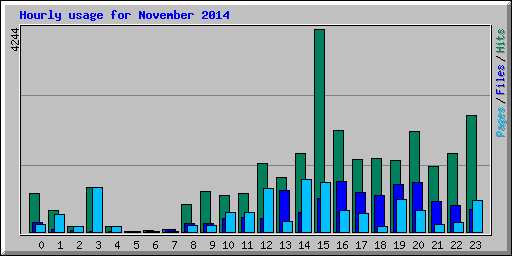 Hourly usage for November 2014
4244
Pages/Files/Hits
0 1 2 3 4 5 6 7 8 9 10 11 12 13 14 15 16 17 18 19 20 21 22 23